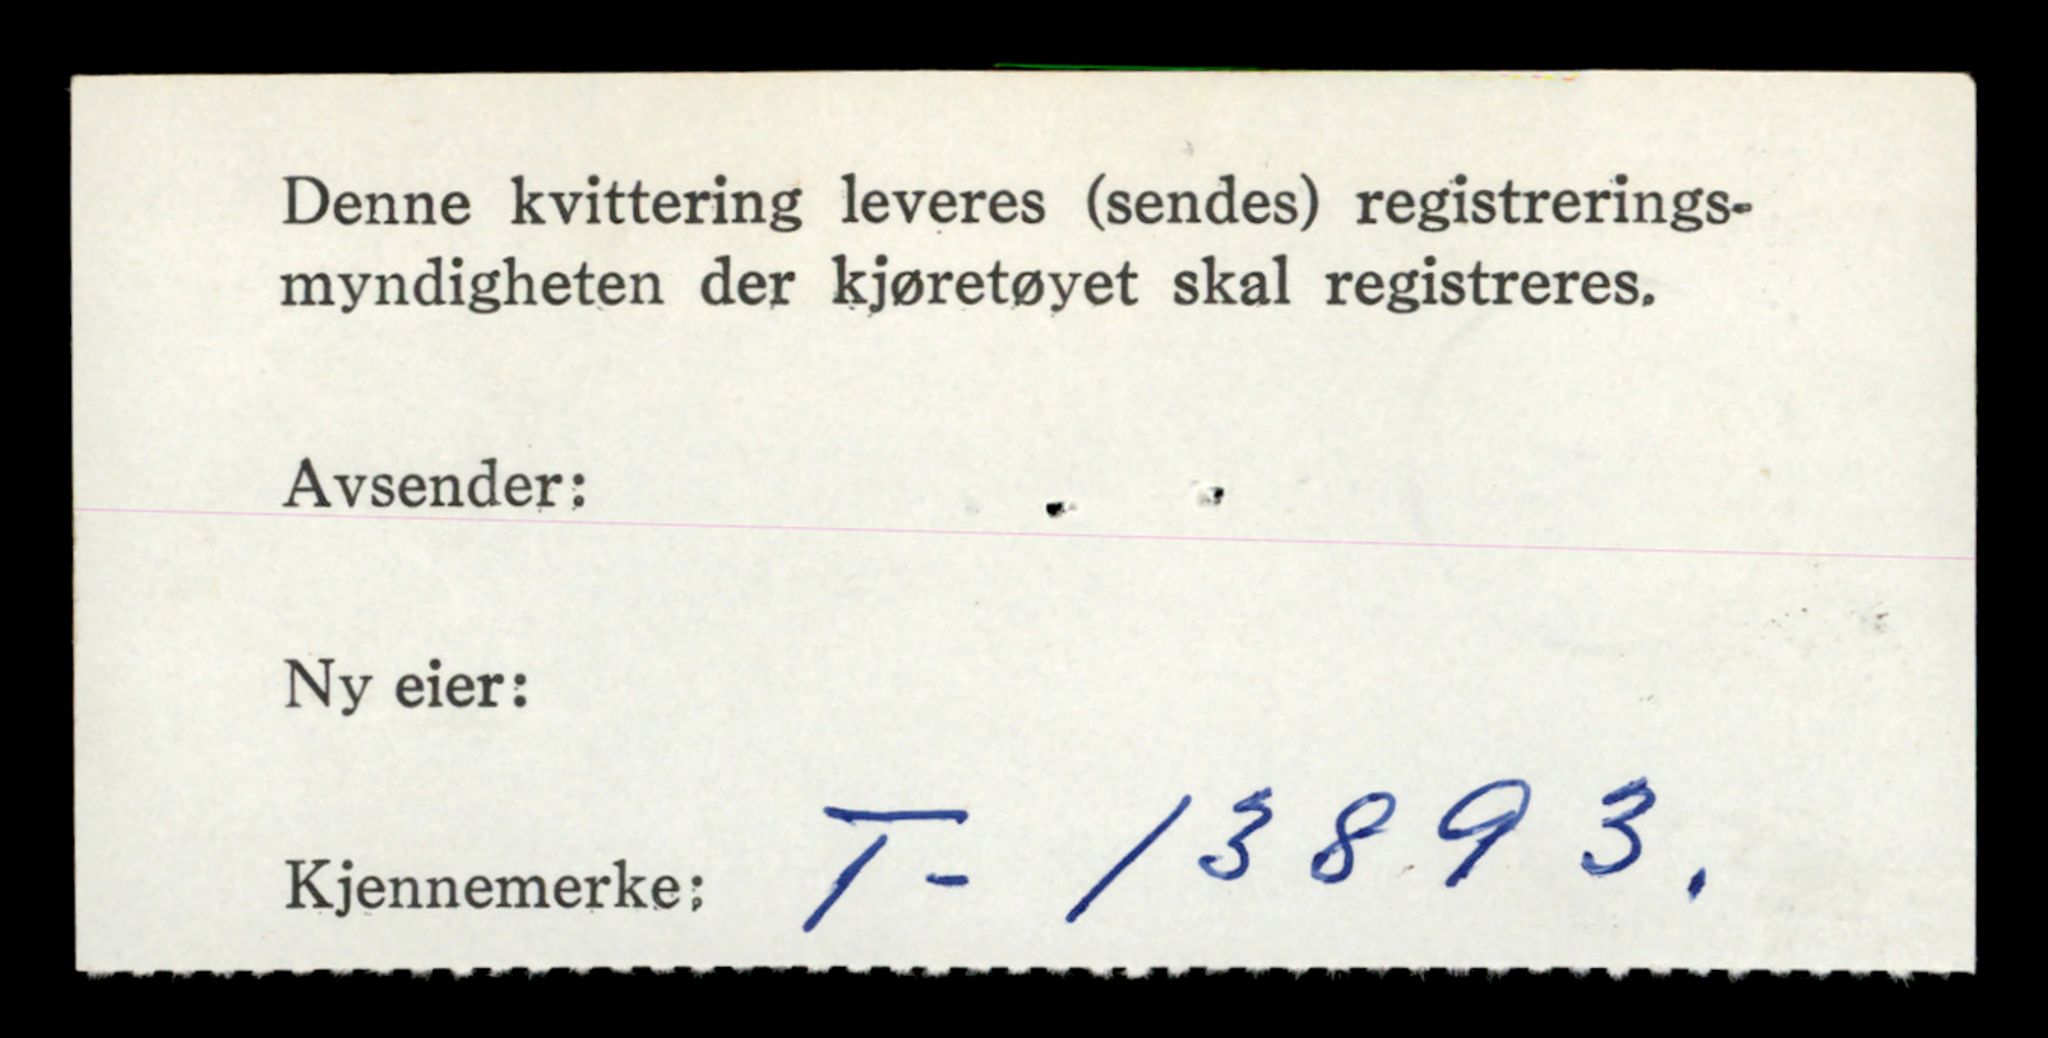 Denne kvittering leveres (sendes) registrerings-
myndigheten der kjøretøyet skal registreres.
Avsender:
Ny eier:
Kjennemerke: T- 13893.